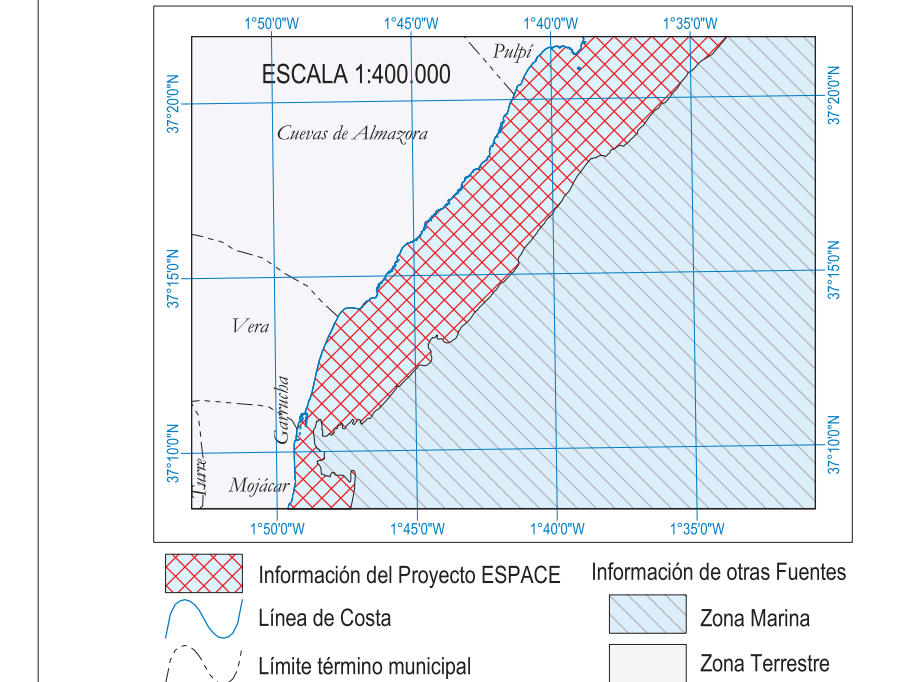 1°50'0"W 1°45'0"W 1°40'0"W 1°35'0"W
Pulpí
ESCALA 1:400.000
37°20'0"N 37°20'0"N
Cuevas de Almazora
37°15'0"N 37°15'0"N
Vera
Garrucha
37°10'0"N 37°10'0"N
Turre
Mojácar
1°50'0"W 1°45'0"W 1°40'0"W 1°35'0"W
Información del Proyecto ESPACE
Información de otras Fuentes
Línea de Costa
Zona Marina
Límite término municipal
Zona Terrestre